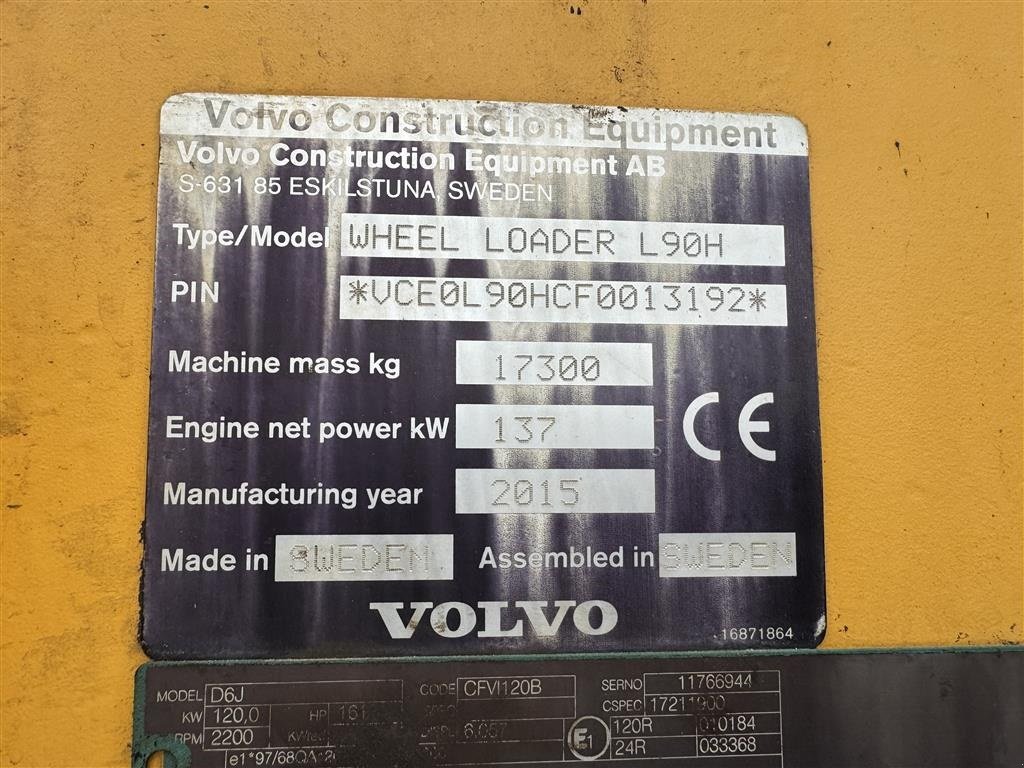 Volvo Construction Equipment
Volvo Construction Equipment AB
S-631 85 ESKILSTUNA, SWEDEN
Type/Model WHEEL LOADER L90H
PIN *VCE0L90HCF0013192*
Machine mass kg 17300
Engine net power kW 137
CE
Manufacturing year 2015
Made in SWEDEN Assembled in SWEDEN
VOLVO
16871864
MODEL D6J CODE CFVI120B SERNO 11766944
KW 120,0 HP CSPEC 17211900
RPM 2200 E1 120R 010184
24R 033368